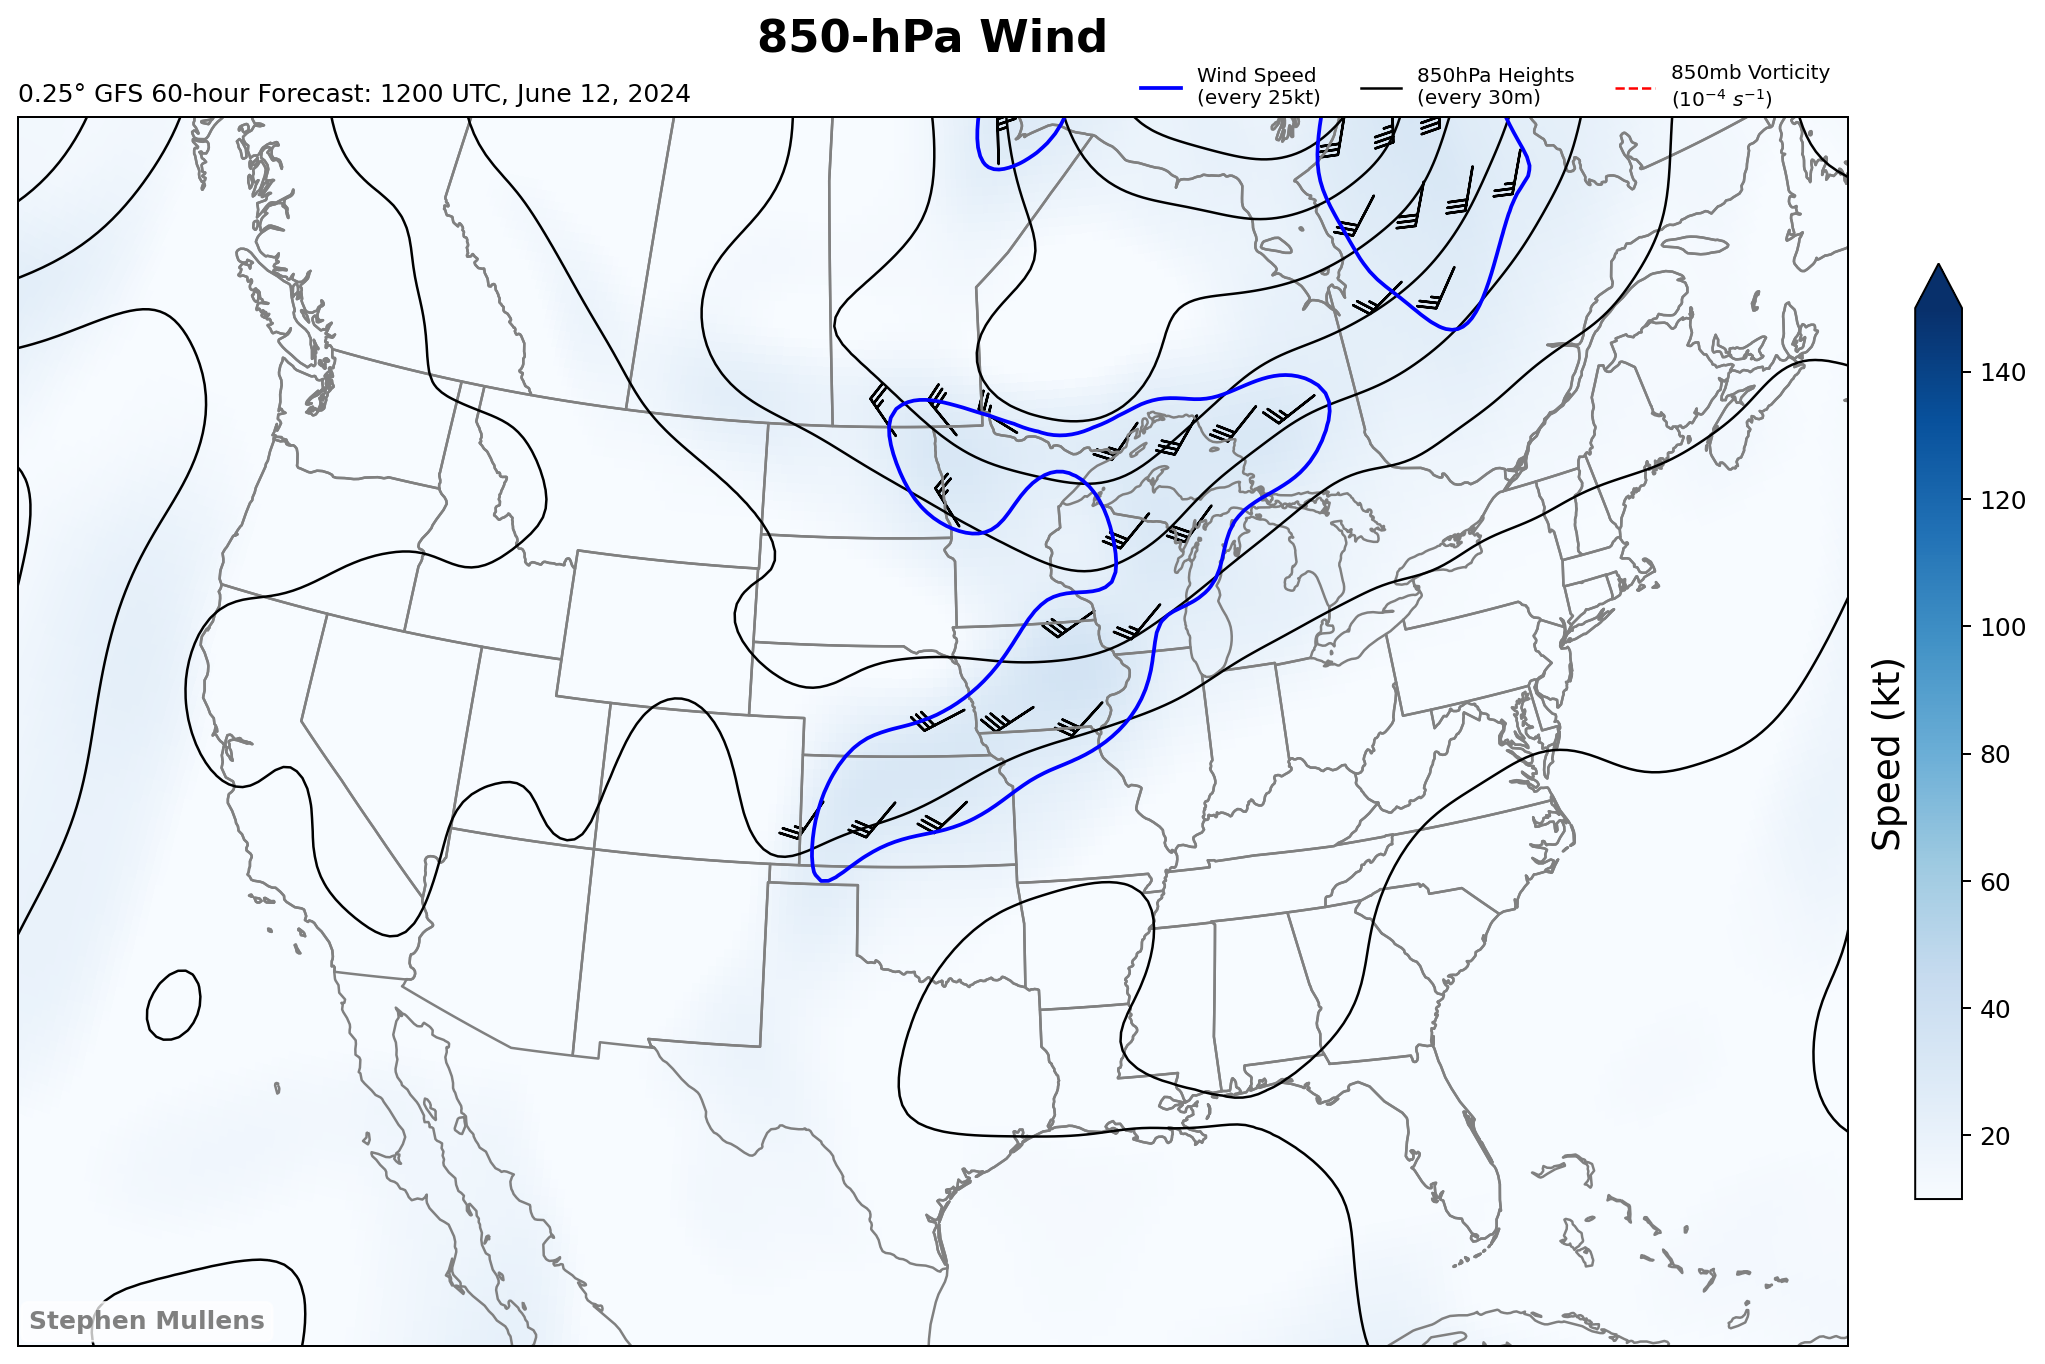 850-hPa Wind
0.25° GFS 60-hour Forecast: 1200 UTC, June 12, 2024
Wind Speed
(every 25kt)
850hPa Heights
(every 30m)
850mb Vorticity
(10⁻⁴ s⁻¹)
140
120
100
80
60
40
20
Speed (kt)
Stephen Mullens